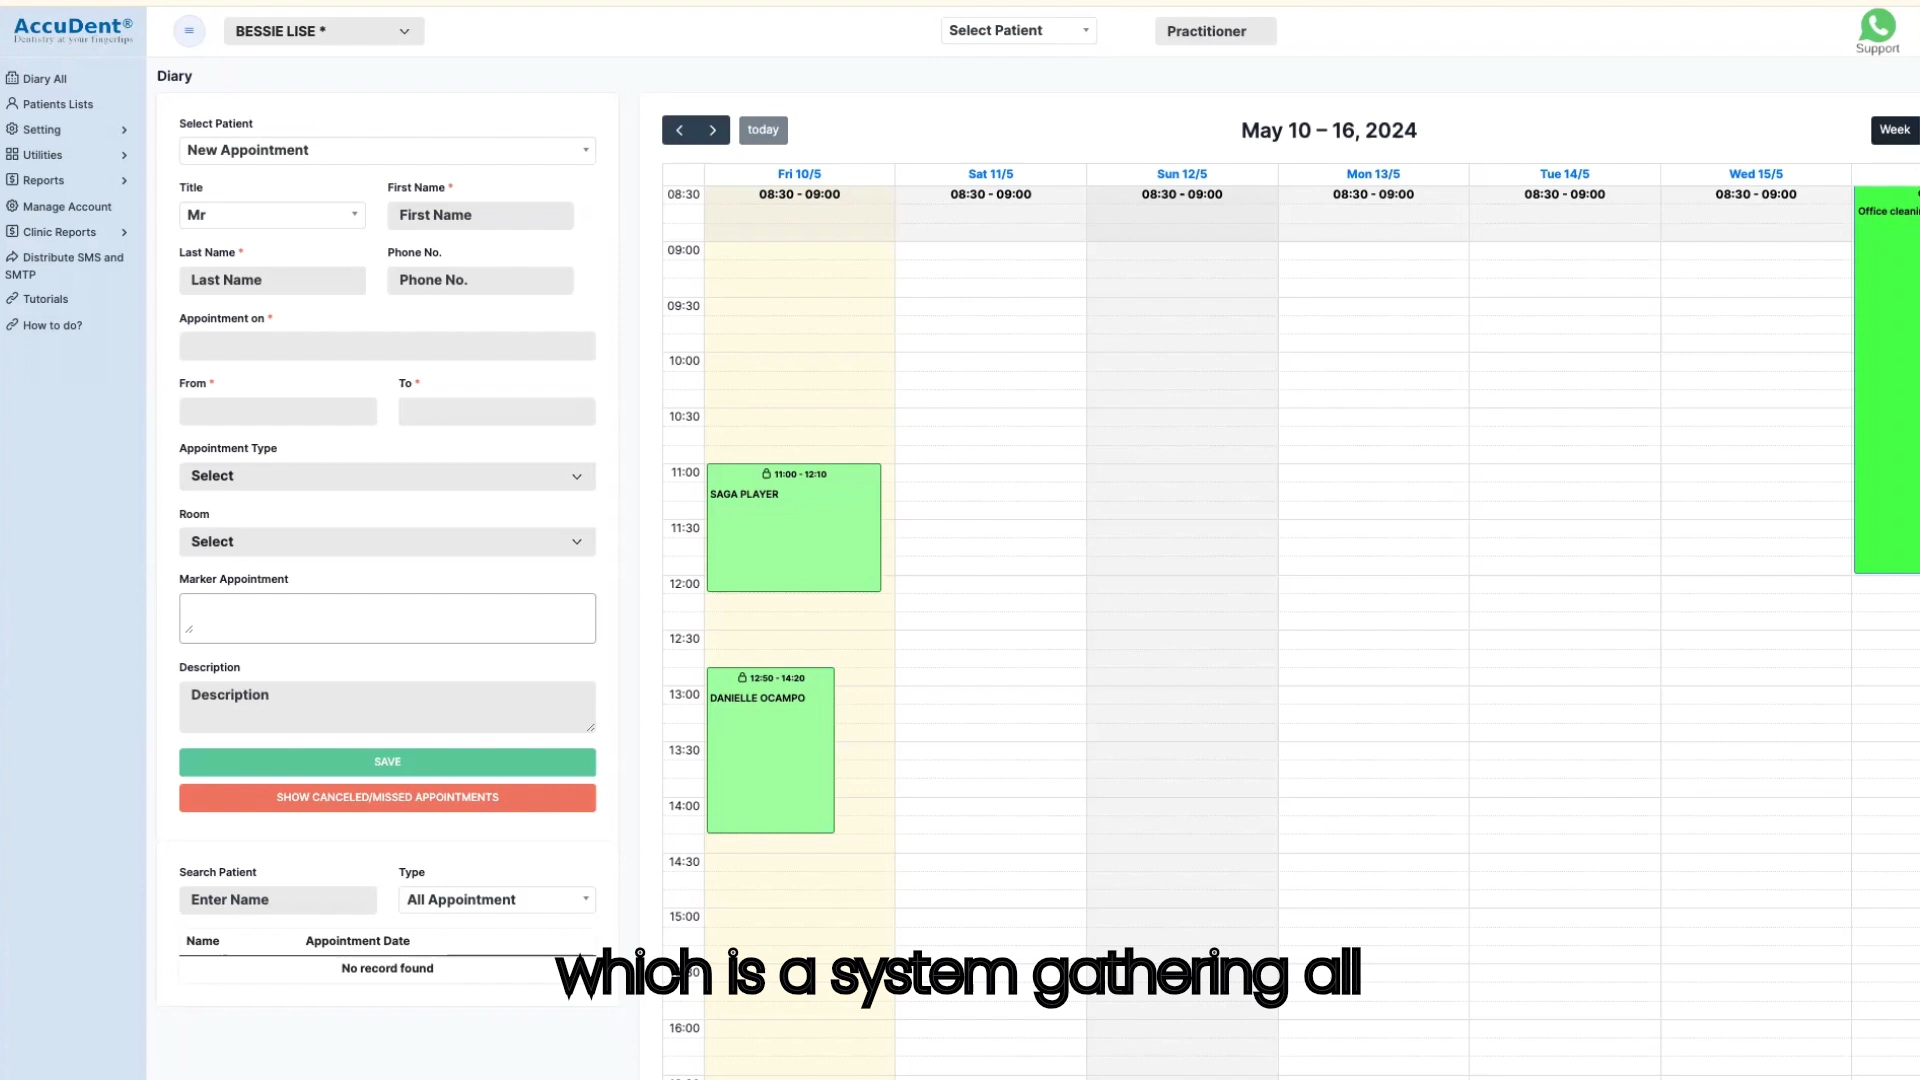 AccuDent®
Dentistry at your fingertips
BESSIE LISE *
Select Patient
Practitioner
Support
Diary All
Patients Lists
Setting
Utilities
Reports
Manage Account
Clinic Reports
Distribute SMS and
SMTP
Tutorials
How to do?
Diary
Select Patient
New Appointment
Title
First Name *
Mr
First Name
Last Name *
Phone No.
Last Name
Phone No.
Appointment on *
From *
To *
Appointment Type
Select
Room
Select
Marker Appointment
Description
Description
SAVE
SHOW CANCELED/MISSED APPOINTMENTS
Search Patient
Type
Enter Name
All Appointment
Name
Appointment Date
No record found
today
May 10 – 16, 2024
Week
Fri 10/5
Sat 11/5
Sun 12/5
Mon 13/5
Tue 14/5
Wed 15/5
08:30
08:30 - 09:00
08:30 - 09:00
08:30 - 09:00
08:30 - 09:00
08:30 - 09:00
08:30 - 09:00
Office cleani
09:00
09:30
10:00
10:30
11:00
11:00 - 12:10
SAGA PLAYER
11:30
12:00
12:30
12:50 - 14:20
DANIELLE OCAMPO
13:00
13:30
14:00
14:30
15:00
which is a system gathering all
16:00